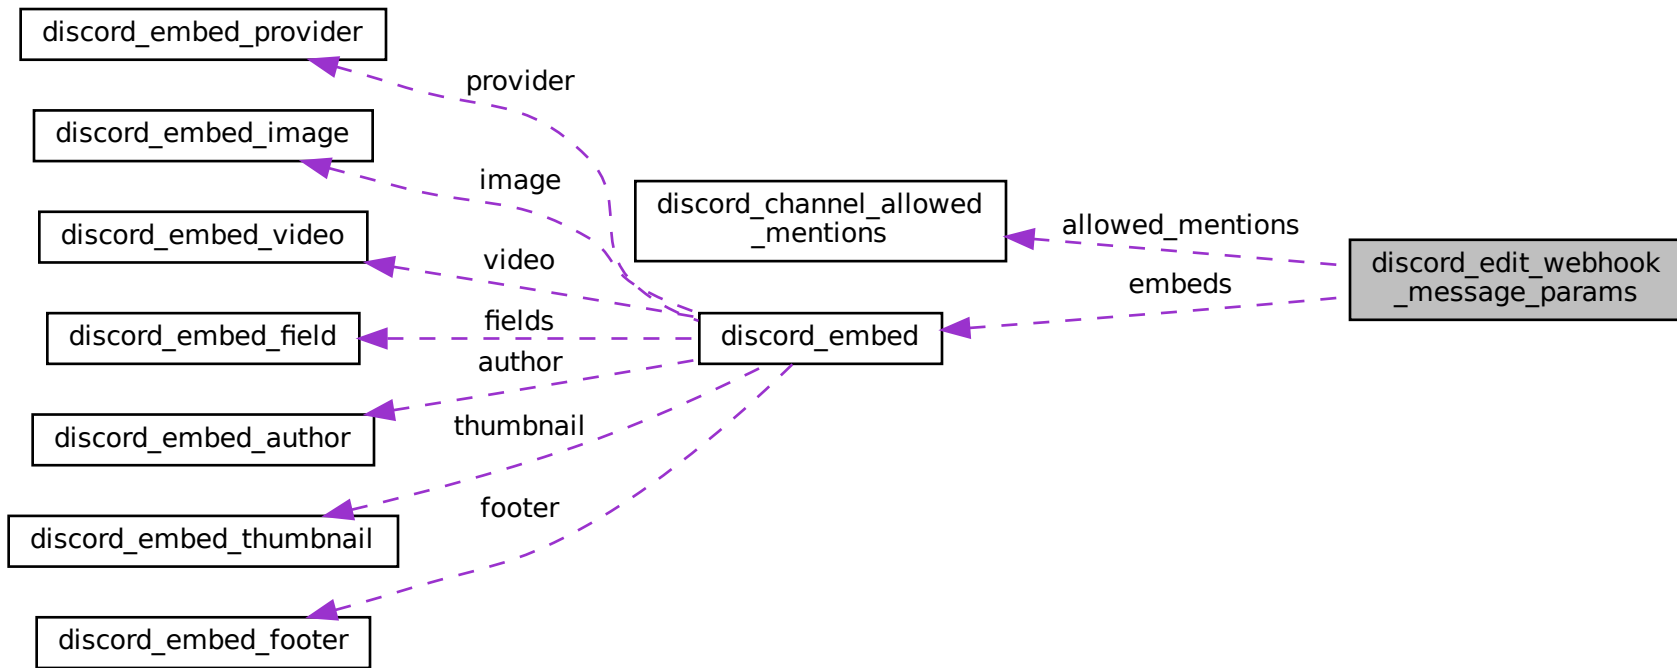 discord_embed_provider
provider
discord_embed_image
image
discord_channel_allowed
_mentions
allowed_mentions
discord_embed_video
video
discord_edit_webhook
_message_params
embeds
discord_embed_field
fields
discord_embed
author
discord_embed_author
thumbnail
discord_embed_thumbnail
footer
discord_embed_footer